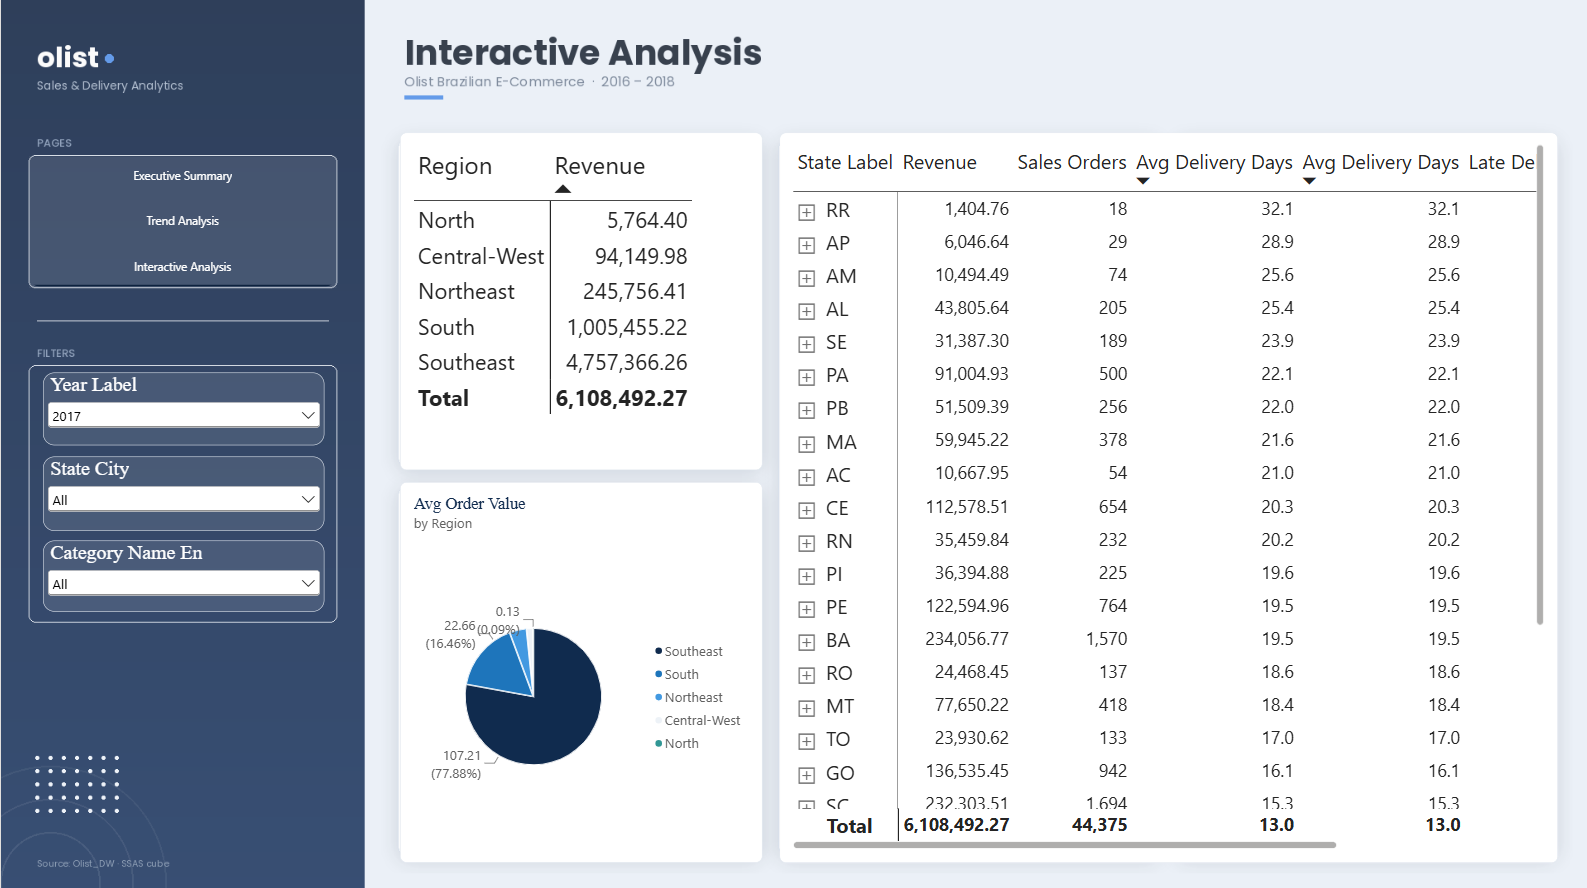 olist
Sales & Delivery Analytics
PAGES
Executive Summary
Trend Analysis
Interactive Analysis
FILTERS
Year Label
2017
State City
All
Category Name En
All
Source: Olist_DW · SSAS cube
Interactive Analysis
Olist Brazilian E-Commerce · 2016 – 2018
Region Revenue
North 5,764.40
Central-West 94,149.98
Northeast 245,756.41
South 1,005,455.22
Southeast 4,757,366.26
Total 6,108,492.27
Avg Order Value
by Region
0.13
(0.09%)
22.66
(16.46%)
107.21
(77.88%)
Southeast
South
Northeast
Central-West
North
State Label Revenue Sales Orders Avg Delivery Days Avg Delivery Days Late De
RR 1,404.76 18 32.1 32.1
AP 6,046.64 29 28.9 28.9
AM 10,494.49 74 25.6 25.6
AL 43,805.64 205 25.4 25.4
SE 31,387.30 189 23.9 23.9
PA 91,004.93 500 22.1 22.1
PB 51,509.39 256 22.0 22.0
MA 59,945.22 378 21.6 21.6
AC 10,667.95 54 21.0 21.0
CE 112,578.51 654 20.3 20.3
RN 35,459.84 232 20.2 20.2
PI 36,394.88 225 19.6 19.6
PE 122,594.96 764 19.5 19.5
BA 234,056.77 1,570 19.5 19.5
RO 24,468.45 137 18.6 18.6
MT 77,650.22 418 18.4 18.4
TO 23,930.62 133 17.0 17.0
GO 136,535.45 942 16.1 16.1
SC 232,303.51 1,694 15.3 15.3
Total 6,108,492.27 44,375 13.0 13.0